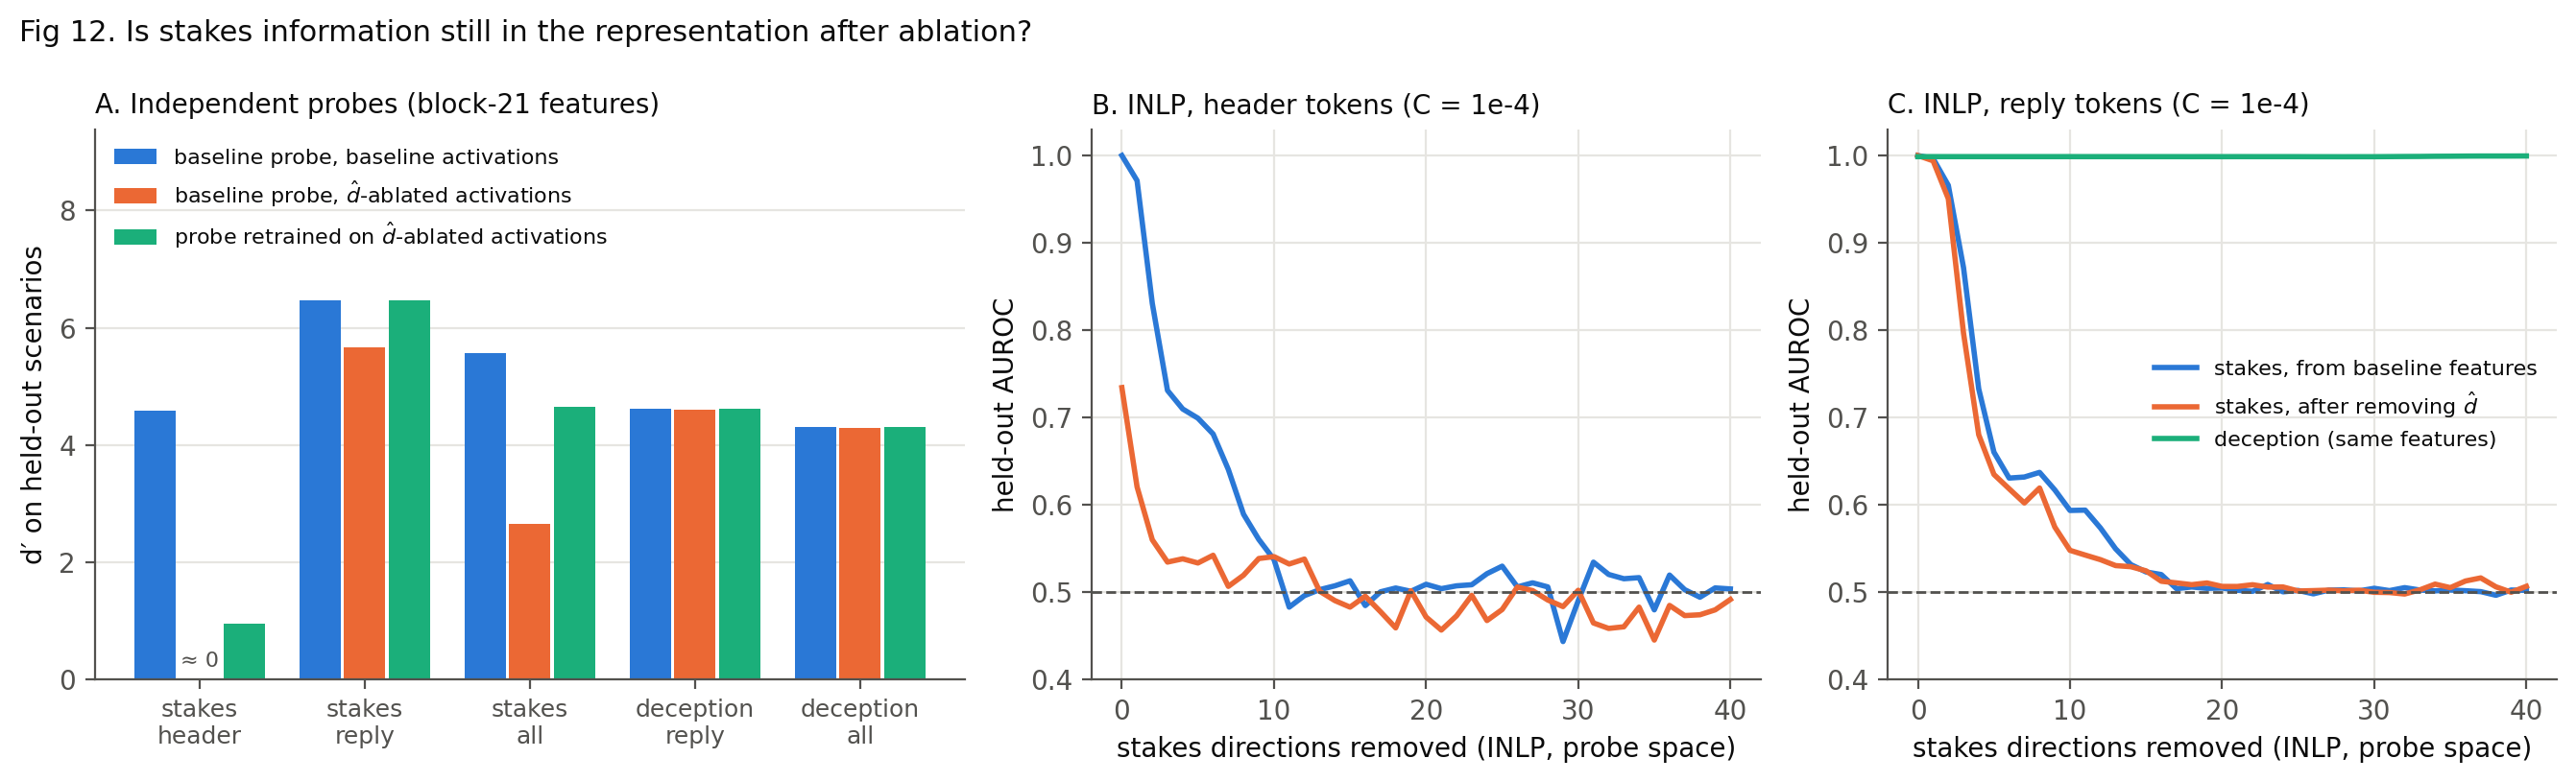 Fig 12. Is stakes information still in the representation after ablation?
A. Independent probes (block-21 features)
baseline probe, baseline activations
baseline probe, d̂-ablated activations
probe retrained on d̂-ablated activations
d′ on held-out scenarios
8
6
4
2
0
≈ 0
stakes header
stakes reply
stakes all
deception reply
deception all
B. INLP, header tokens (C = 1e-4)
held-out AUROC
1.0
0.9
0.8
0.7
0.6
0.5
0.4
0
10
20
30
40
stakes directions removed (INLP, probe space)
C. INLP, reply tokens (C = 1e-4)
held-out AUROC
1.0
0.9
0.8
0.7
0.6
0.5
0.4
stakes, from baseline features
stakes, after removing d̂
deception (same features)
0
10
20
30
40
stakes directions removed (INLP, probe space)